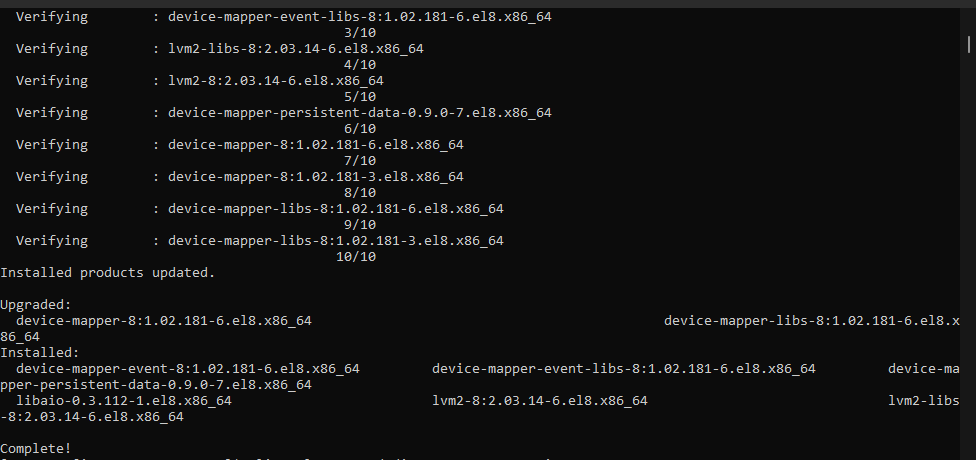 Verifying        : device-mapper-event-libs-8:1.02.181-6.el8.x86_64
3/10
Verifying        : lvm2-libs-8:2.03.14-6.el8.x86_64
4/10
Verifying        : lvm2-8:2.03.14-6.el8.x86_64
5/10
Verifying        : device-mapper-persistent-data-0.9.0-7.el8.x86_64
6/10
Verifying        : device-mapper-8:1.02.181-6.el8.x86_64
7/10
Verifying        : device-mapper-8:1.02.181-3.el8.x86_64
8/10
Verifying        : device-mapper-libs-8:1.02.181-6.el8.x86_64
9/10
Verifying        : device-mapper-libs-8:1.02.181-3.el8.x86_64
10/10
Installed products updated.
Upgraded:
device-mapper-8:1.02.181-6.el8.x86_64 device-mapper-libs-8:1.02.181-6.el8.x
86_64
Installed:
device-mapper-event-8:1.02.181-6.el8.x86_64 device-mapper-event-libs-8:1.02.181-6.el8.x86_64 device-ma
pper-persistent-data-0.9.0-7.el8.x86_64
libaio-0.3.112-1.el8.x86_64 lvm2-8:2.03.14-6.el8.x86_64 lvm2-libs
-8:2.03.14-6.el8.x86_64
Complete!